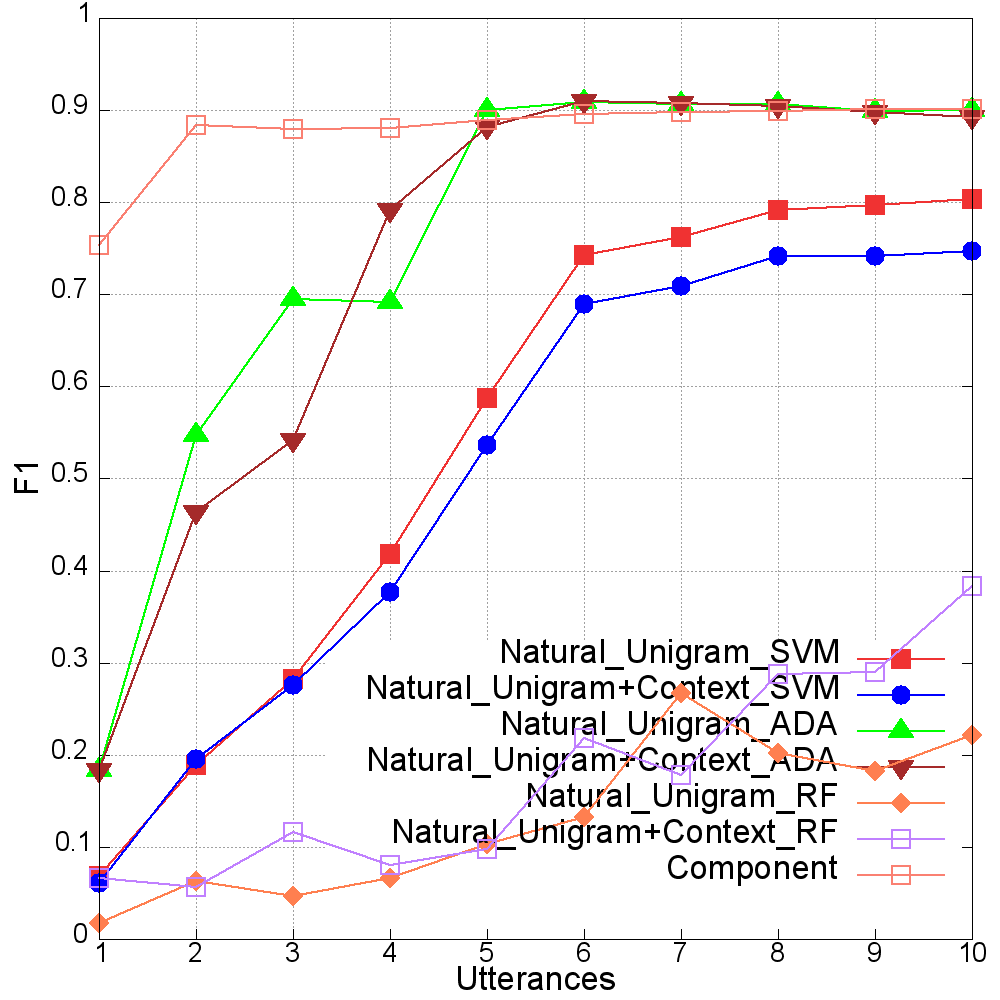 1
0.9
0.8
0.7
0.6
0.5
0.4
0.3
0.2
0.1
0
F1
Natural_Unigram_SVM
Natural_Unigram+Context_SVM
Natural_Unigram_ADA
Natural_Unigram+Context_ADA
Natural_Unigram_RF
Natural_Unigram+Context_RF
Component
1 2 3 4 5 6 7 8 9 10
Utterances